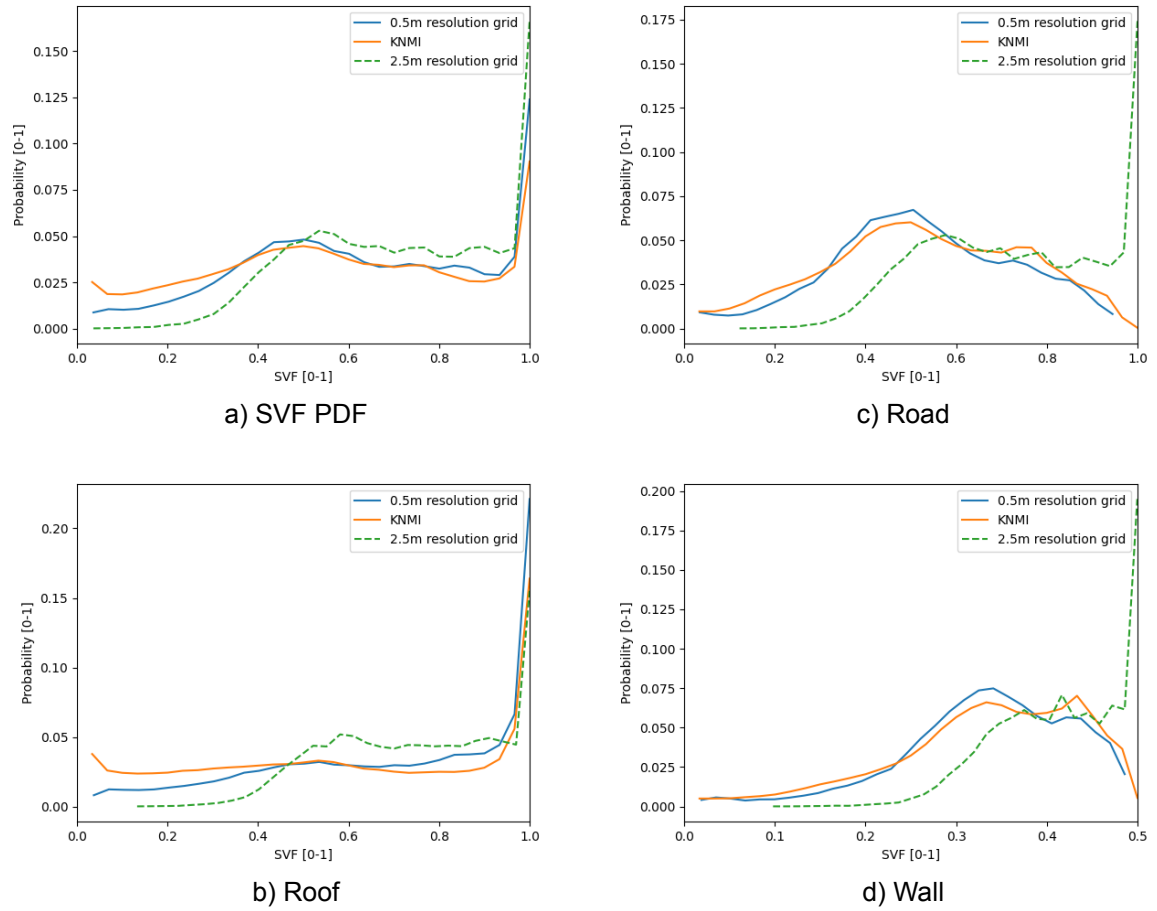 0.150
0.125
0.100
0.075
0.050
0.025
0.000
Probability [0-1]
0.5m resolution grid
KNMI
2.5m resolution grid
0.0 0.2 0.4 0.6 0.8 1.0
SVF [0-1]
a) SVF PDF
0.175
0.150
0.125
0.100
0.075
0.050
0.025
0.000
Probability [0-1]
0.5m resolution grid
KNMI
2.5m resolution grid
0.0 0.2 0.4 0.6 0.8 1.0
SVF [0-1]
c) Road
0.20
0.15
0.10
0.05
0.00
Probability [0-1]
0.5m resolution grid
KNMI
2.5m resolution grid
0.0 0.2 0.4 0.6 0.8 1.0
SVF [0-1]
b) Roof
0.200
0.175
0.150
0.125
0.100
0.075
0.050
0.025
0.000
Probability [0-1]
0.5m resolution grid
KNMI
2.5m resolution grid
0.0 0.1 0.2 0.3 0.4 0.5
SVF [0-1]
d) Wall